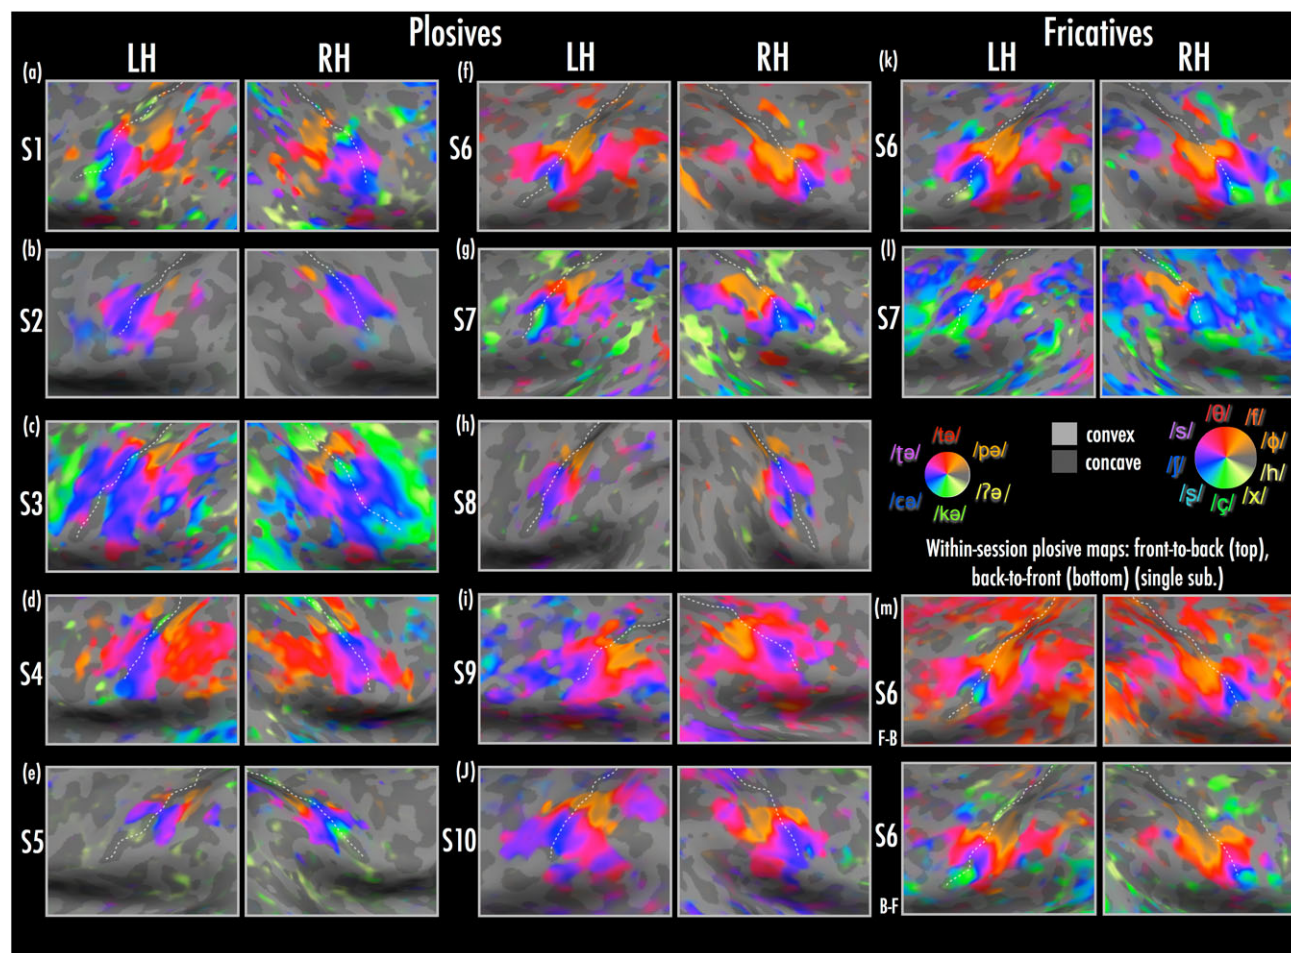 Plosives
Fricatives
LH RH LH RH LH RH
(a) (f) (k)
S1 S6 S6
(b) (g) (l)
S2 S7 S7
(c) (h)
S3 S8
/tə/ /pə/ /ʔə/ /kə/ /cə/ /ʈə/
convex
concave
/θ/ /f/ /ɸ/ /h/ /x/ /ç/ /ʂ/ /ʃ/ /s/
Within-session plosive maps: front-to-back (top),
back-to-front (bottom) (single sub.)
(d) (i) (m)
S4 S9 S6
F-B
(e) (J)
S5 S10 S6
B-F